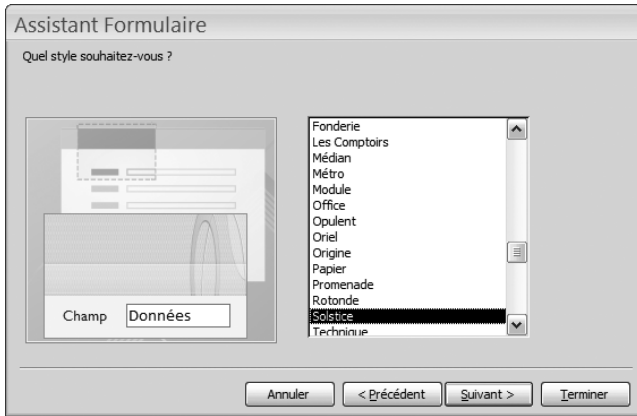 Assistant Formulaire
Quel style souhaitez-vous ?
Champ Données
Fonderie
Les Comptoirs
Médian
Métro
Module
Office
Opulent
Oriel
Origine
Papier
Promenade
Rotonde
Solstice
Technique
Annuler < Précédent Suivant > Terminer